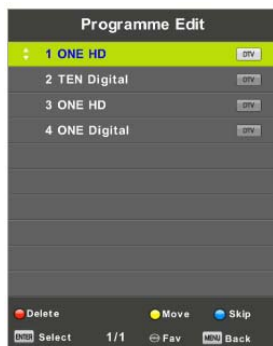 Programme Edit
1 ONE HD DTV
2 TEN Digital DTV
3 ONE HD DTV
4 ONE Digital DTV
Delete Move Skip
ENTER Select 1/1 Fav MENU Back